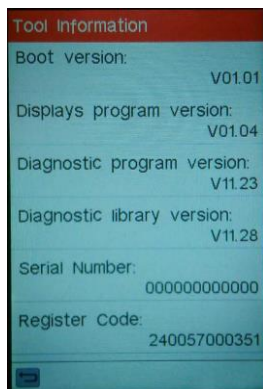 Tool Information
Boot version:
V01.01
Displays program version:
V01.04
Diagnostic program version:
V11.23
Diagnostic library version:
V11.28
Serial Number:
000000000000
Register Code:
240057000351